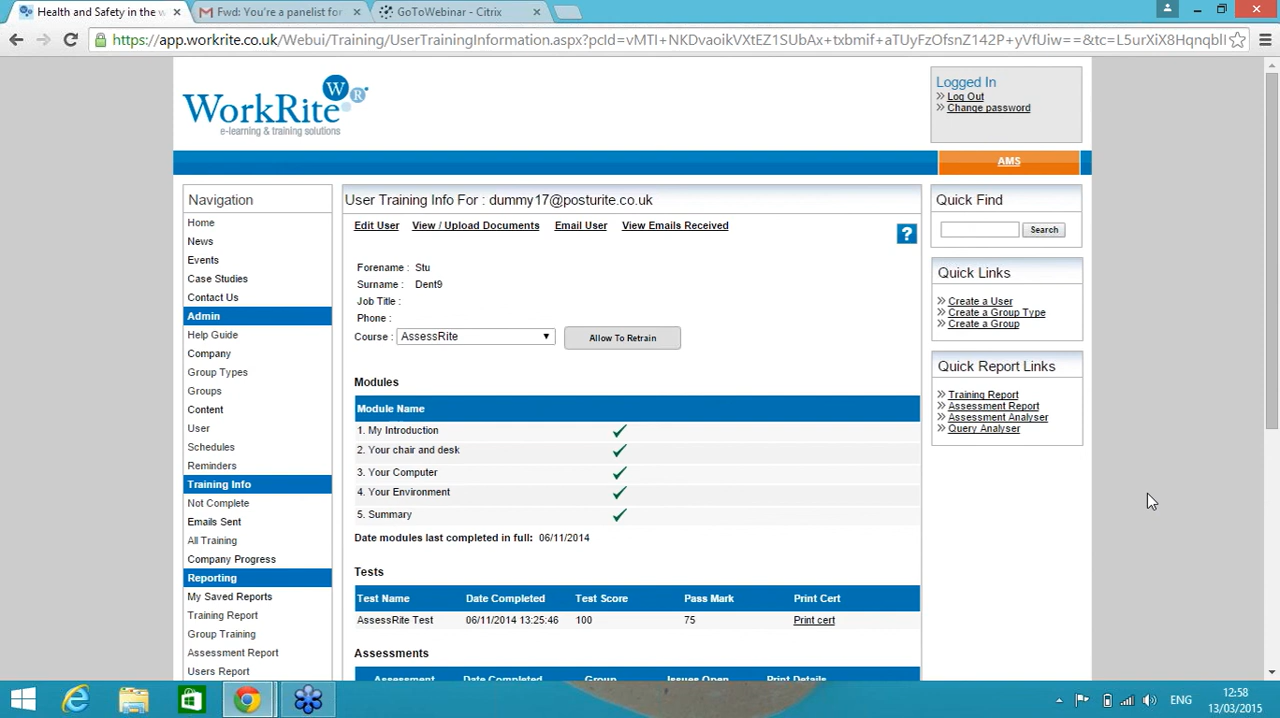 Health and Safety in the w
Fwd: You're a panelist for
GoToWebinar - Citrix
https://app.workrite.co.uk/Webui/Training/UserTrainingInformation.aspx?
WorkRite WR
e-learning & training solutions
Logged In
Log Out
Change password
AMS
Navigation
Home
News
Events
Case Studies
Contact Us
Admin
Help Guide
Company
Group Types
Groups
Content
User
Schedules
Reminders
Training Info
Not Complete
Emails Sent
All Training
Company Progress
Reporting
My Saved Reports
Training Report
Group Training
Assessment Report
Users Report
User Training Info For : dummy17@posturite.co.uk
Edit User View / Upload Documents Email User View Emails Received
?
Forename : Stu
Surname : Dent9
Job Title :
Phone :
Course : AssessRite Allow To Retrain
Modules
Module Name
1. My Introduction
2. Your chair and desk
3. Your Computer
4. Your Environment
5. Summary
Date modules last completed in full: 06/11/2014
Tests
Test Name Date Completed Test Score Pass Mark Print Cert
AssessRite Test 06/11/2014 13:25:46 100 75 Print cert
Assessments
Assessment Date Completed Group Issues Open Print Details
Quick Find
Search
Quick Links
Create a User
Create a Group Type
Create a Group
Quick Report Links
Training Report
Assessment Report
Assessment Analyser
Query Analyser
ENG
12:58
13/03/2015